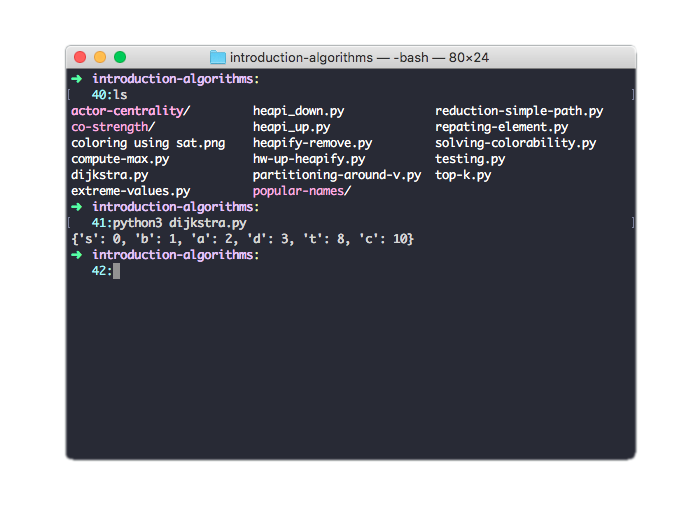 introduction-algorithms — -bash — 80×24
➜ introduction-algorithms:
[ 40:ls ]
actor-centrality/ heapi_down.py reduction-simple-path.py
co-strength/ heapi_up.py repating-element.py
coloring using sat.png heapify-remove.py solving-colorability.py
compute-max.py hw-up-heapify.py testing.py
dijkstra.py partitioning-around-v.py top-k.py
extreme-values.py popular-names/
➜ introduction-algorithms:
[ 41:python3 dijkstra.py ]
{'s': 0, 'b': 1, 'a': 2, 'd': 3, 't': 8, 'c': 10}
➜ introduction-algorithms:
42: